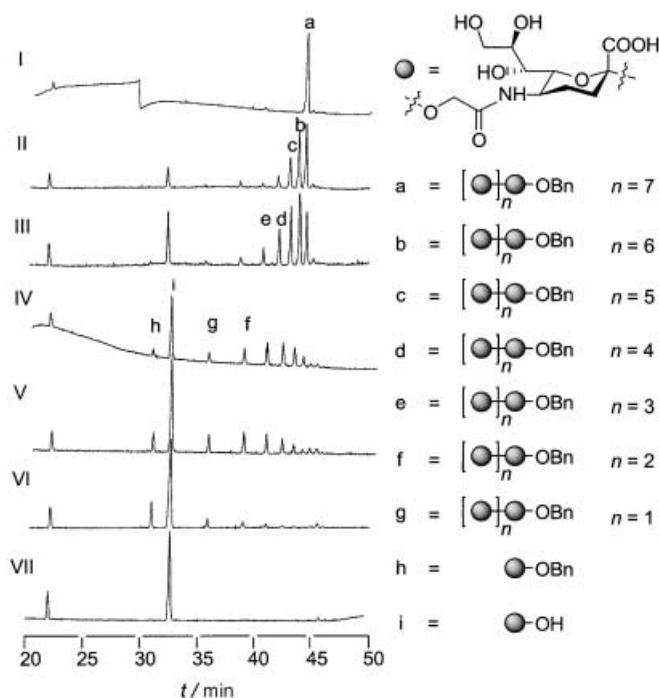 a
I
II
b
c
III
e d
i
IV
h
g
f
V
VI
VII
20 25 30 35 40 45 50
t / min
=
HO
OH
HO
COOH
O
HN
O
O
a = [ ]n OBn n = 7
b = [ ]n OBn n = 6
c = [ ]n OBn n = 5
d = [ ]n OBn n = 4
e = [ ]n OBn n = 3
f = [ ]n OBn n = 2
g = [ ]n OBn n = 1
h = OBn
i = OH